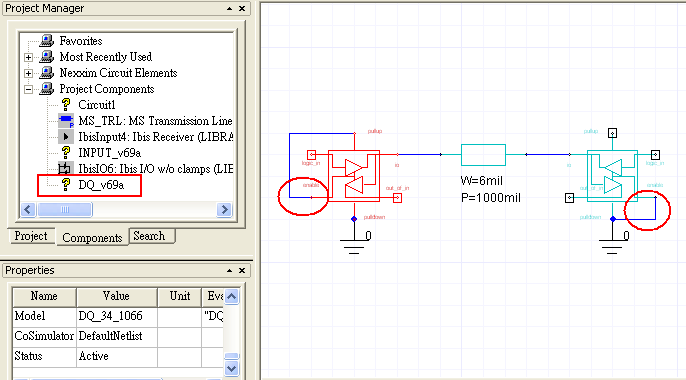 Project Manager
Favorites
Most Recently Used
Nexxim Circuit Elements
Project Components
Circuit1
MS_TRL: MS Transmission Line
IbisInput4: Ibis Receiver (LIBRA
INPUT_v69a
IbisIO6: Ibis I/O w/o clamps (LIE
DQ_v69a
Project
Components
Search
Properties
Name Value Unit Eva
Model DQ_34_1066 "DQ
CoSimulator DefaultNetlist
Status Active
pullup
logic_in
io
enable
out_of_in
pulldown
0
W=6mil
P=1000mil
pullup
logic_in
io
enable
out_of_in
pulldown
0